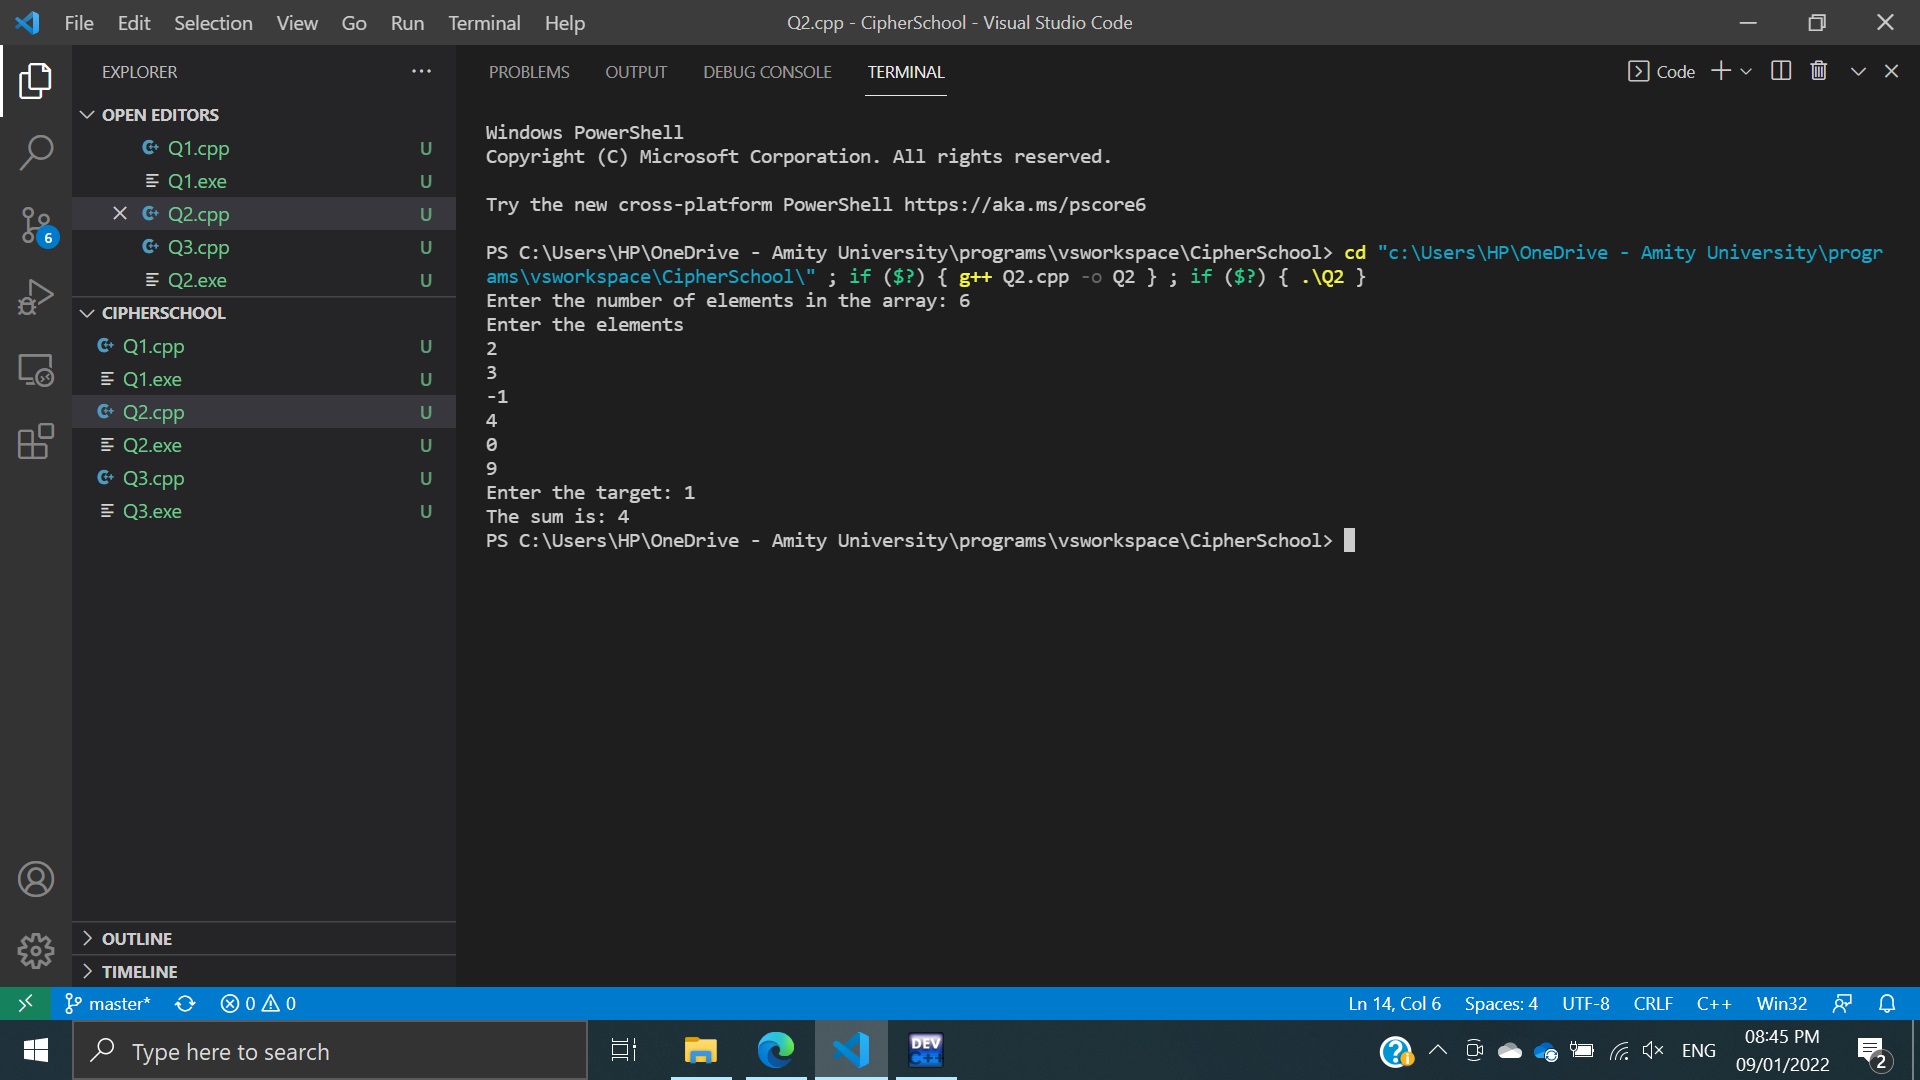 File Edit Selection View Go Run Terminal Help Q2.cpp - CipherSchool - Visual Studio Code
EXPLORER
OPEN EDITORS
Q1.cpp U
Q1.exe U
Q2.cpp U
Q3.cpp U
Q2.exe U
CIPHERSCHOOL
Q1.cpp U
Q1.exe U
Q2.cpp U
Q2.exe U
Q3.cpp U
Q3.exe U
OUTLINE
TIMELINE
6
PROBLEMS OUTPUT DEBUG CONSOLE TERMINAL Code
Windows PowerShell
Copyright (C) Microsoft Corporation. All rights reserved.
Try the new cross-platform PowerShell https://aka.ms/pscore6
PS C:\Users\HP\OneDrive - Amity University\programs\vsworkspace\CipherSchool> cd "c:\Users\HP\OneDrive - Amity University\progr
ams\vsworkspace\CipherSchool\" ; if ($?) { g++ Q2.cpp -o Q2 } ; if ($?) { .\Q2 }
Enter the number of elements in the array: 6
Enter the elements
2
3
-1
4
0
9
Enter the target: 1
The sum is: 4
PS C:\Users\HP\OneDrive - Amity University\programs\vsworkspace\CipherSchool>
master* 0 0 Ln 14, Col 6 Spaces: 4 UTF-8 CRLF C++ Win32
Type here to search DEV C++ ENG 08:45 PM
09/01/2022 2